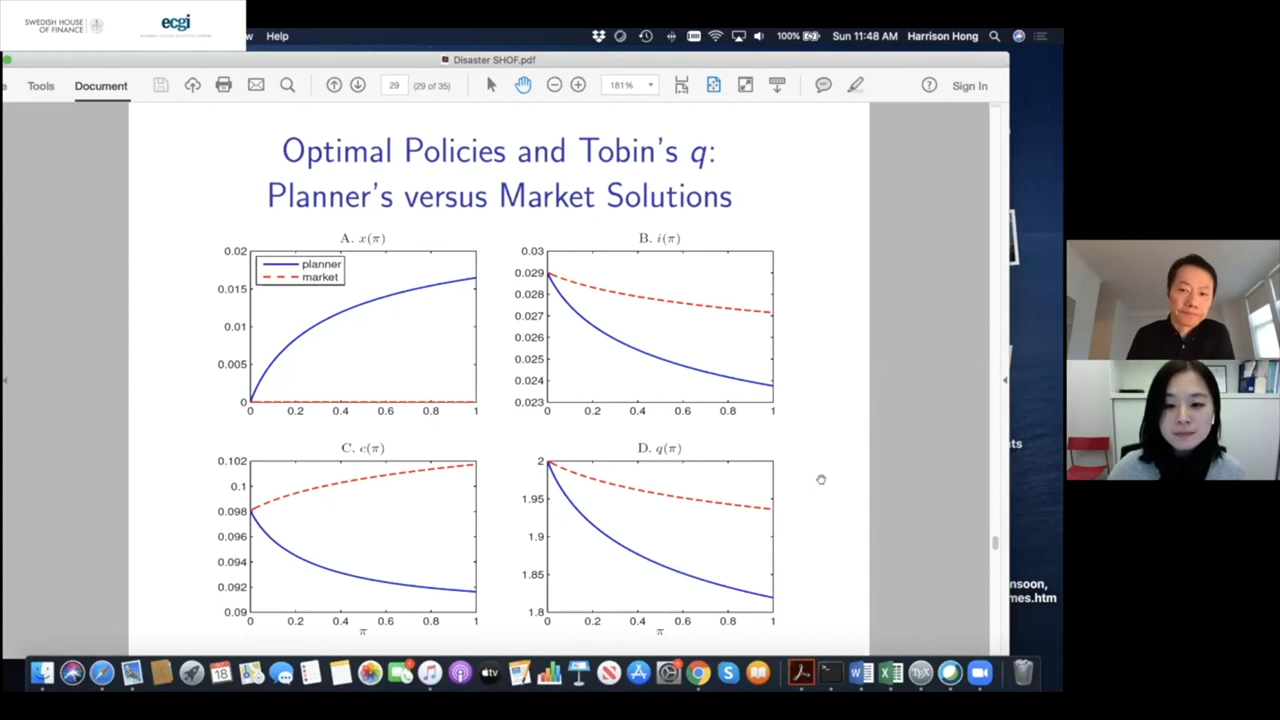 SWEDISH HOUSE
OF FINANCE
ecgi
w Help
100% Sun 11:48 AM Harrison Hong
Disaster SHOF.pdf
Tools Document 29 (29 of 35) 181% Sign In
Optimal Policies and Tobin's q:
Planner's versus Market Solutions
A. x(π)
0.02
0.015
0.01
0.005
0
planner
market
0 0.2 0.4 0.6 0.8 1
B. i(π)
0.03
0.029
0.028
0.027
0.026
0.025
0.024
0.023
0 0.2 0.4 0.6 0.8 1
C. c(π)
0.102
0.1
0.098
0.096
0.094
0.092
0.09
0 0.2 0.4 0.6 0.8 1
π
D. q(π)
2
1.95
1.9
1.85
1.8
0 0.2 0.4 0.6 0.8 1
π
nts
nsoon,
mes.htm
18
tv
TEX